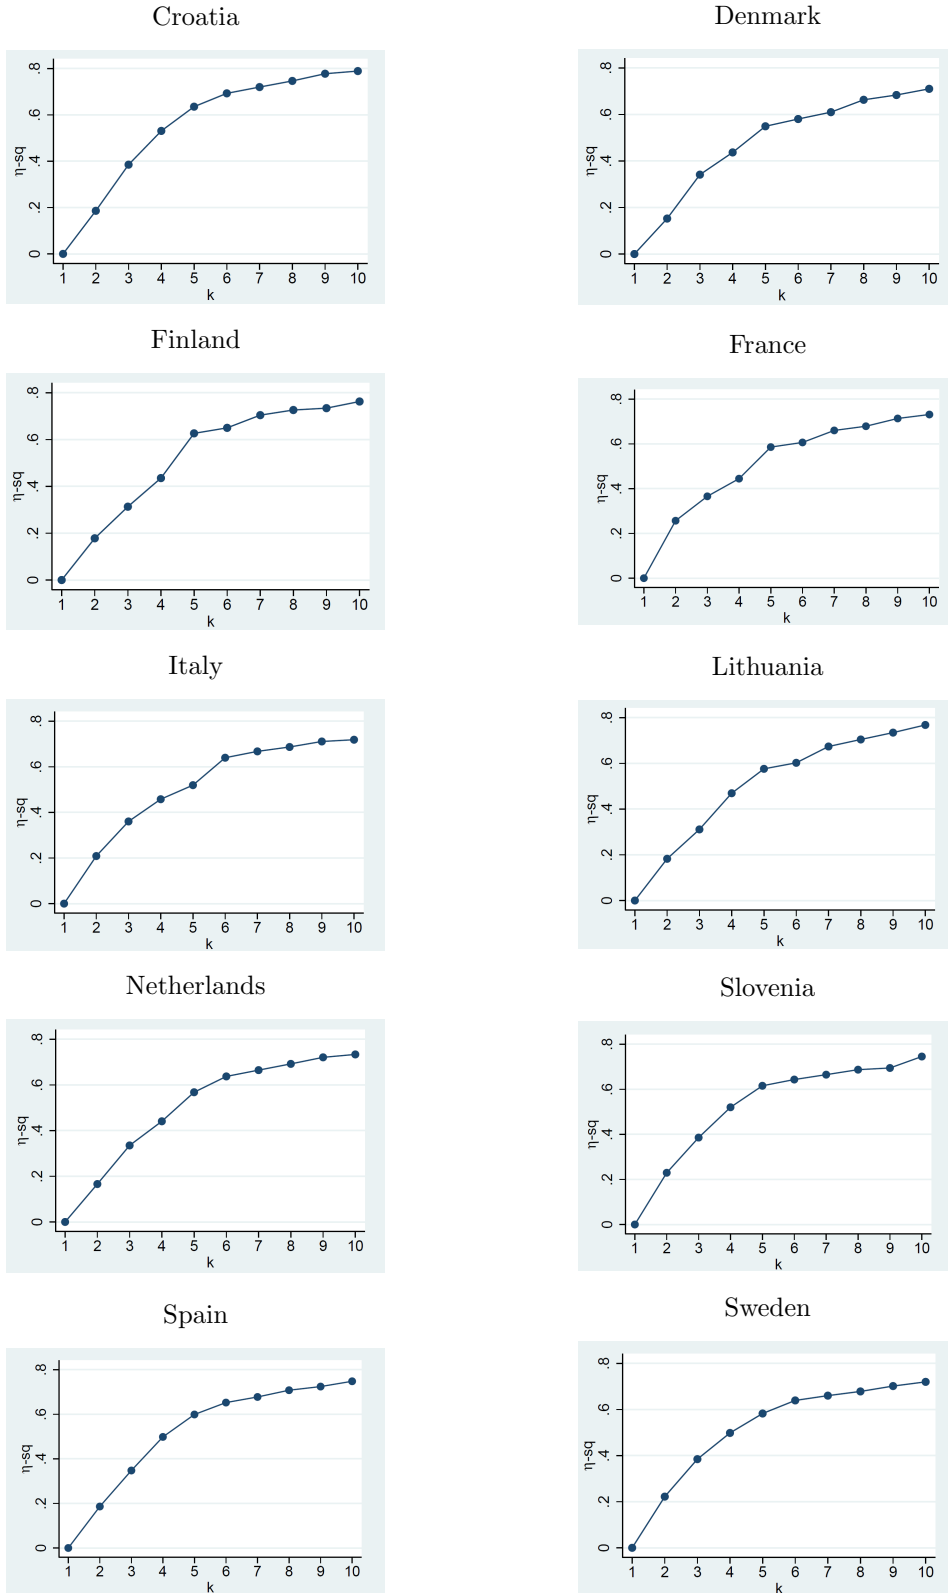 Croatia
.8
.6
.4
.2
0
η-sq
1 2 3 4 5 6 7 8 9 10
k
Denmark
.8
.6
.4
.2
0
η-sq
1 2 3 4 5 6 7 8 9 10
k
Finland
.8
.6
.4
.2
0
η-sq
1 2 3 4 5 6 7 8 9 10
k
France
.8
.6
.4
.2
0
η-sq
1 2 3 4 5 6 7 8 9 10
k
Italy
.8
.6
.4
.2
0
η-sq
1 2 3 4 5 6 7 8 9 10
k
Lithuania
.8
.6
.4
.2
0
η-sq
1 2 3 4 5 6 7 8 9 10
k
Netherlands
.8
.6
.4
.2
0
η-sq
1 2 3 4 5 6 7 8 9 10
k
Slovenia
.8
.6
.4
.2
0
η-sq
1 2 3 4 5 6 7 8 9 10
k
Spain
.8
.6
.4
.2
0
η-sq
1 2 3 4 5 6 7 8 9 10
k
Sweden
.8
.6
.4
.2
0
η-sq
1 2 3 4 5 6 7 8 9 10
k